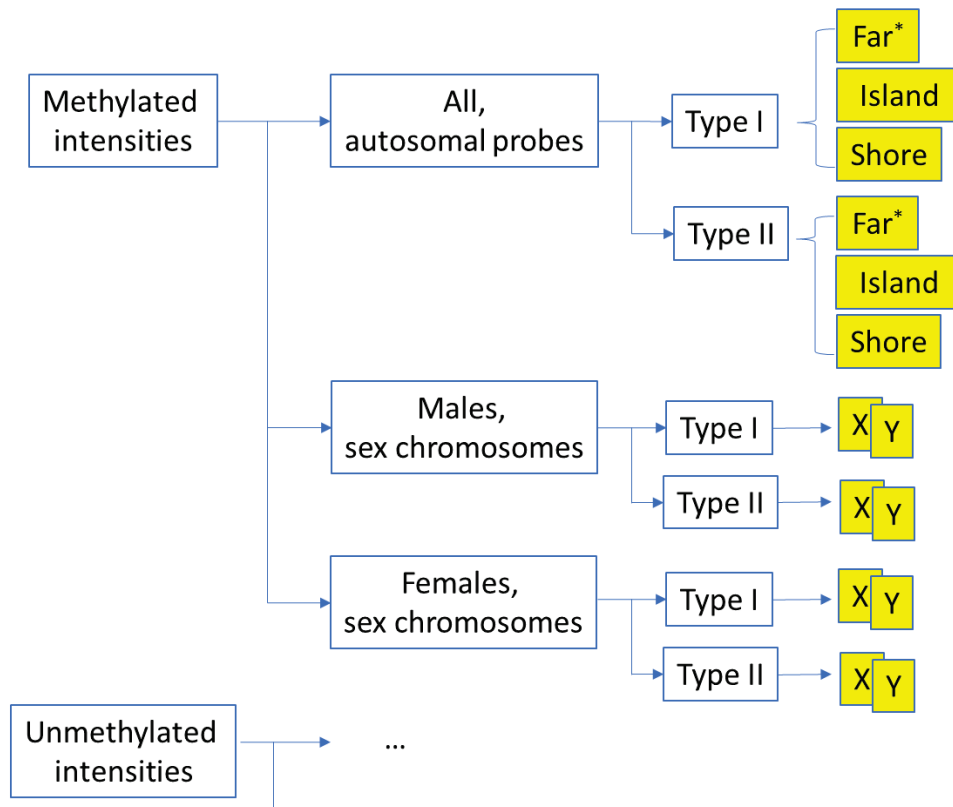 Methylated
intensities
All,
autosomal probes
Type I
Far*
Island
Shore
Type II
Far*
Island
Shore
Males,
sex chromosomes
Type I
X
Y
Type II
X
Y
Females,
sex chromosomes
Type I
X
Y
Type II
X
Y
Unmethylated
intensities
...